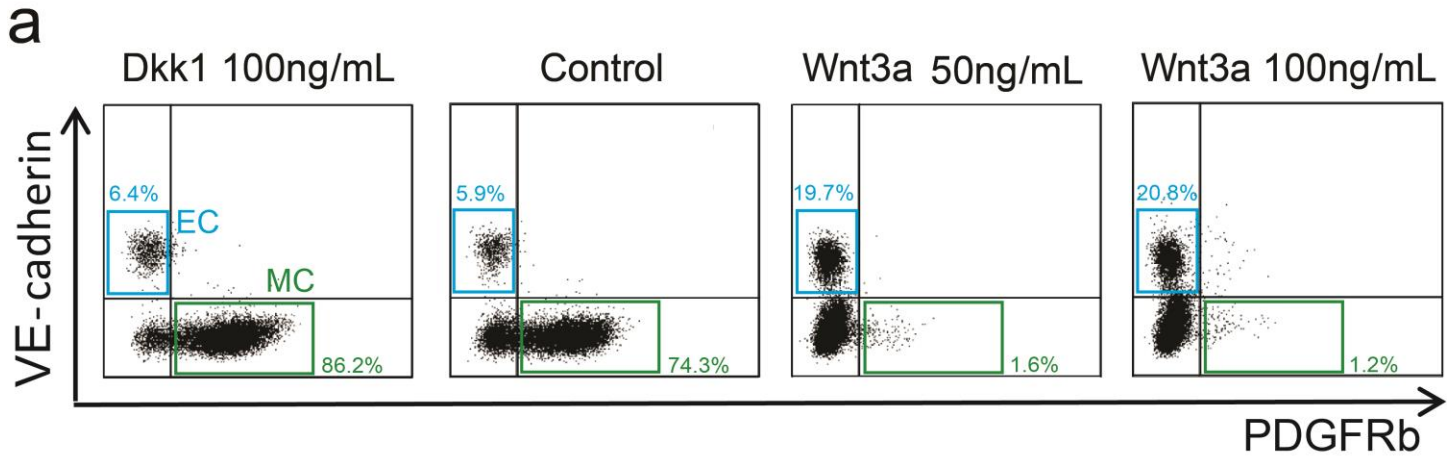 a
Dkk1 100ng/mL
Control
Wnt3a 50ng/mL
Wnt3a 100ng/mL
VE-cadherin
6.4%
EC
MC
86.2%
5.9%
74.3%
19.7%
1.6%
20.8%
1.2%
PDGFRb